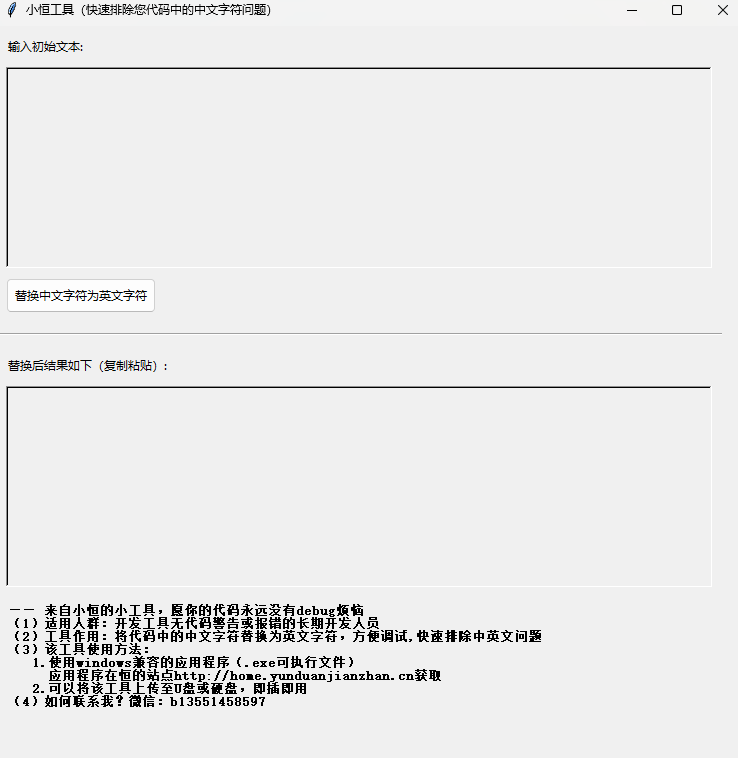 小恒工具（快速排除您代码中的中文字符问题）
输入初始文本:
替换中文字符为英文字符
替换后结果如下（复制粘贴）:
—— 来自小恒的小工具，愿你的代码永远没有debug烦恼
（1）适用人群：开发工具无代码警告或报错的长期开发人员
（2）工具作用：将代码中的中文字符替换为英文字符，方便调试,快速排除中英文问题
（3）该工具使用方法：
1.使用windows兼容的应用程序（.exe可执行文件）
应用程序在恒的站点http://home.yunduanjianzhan.cn获取
2.可以将该工具上传至U盘或硬盘，即插即用
（4）如何联系我？微信：b13551458597